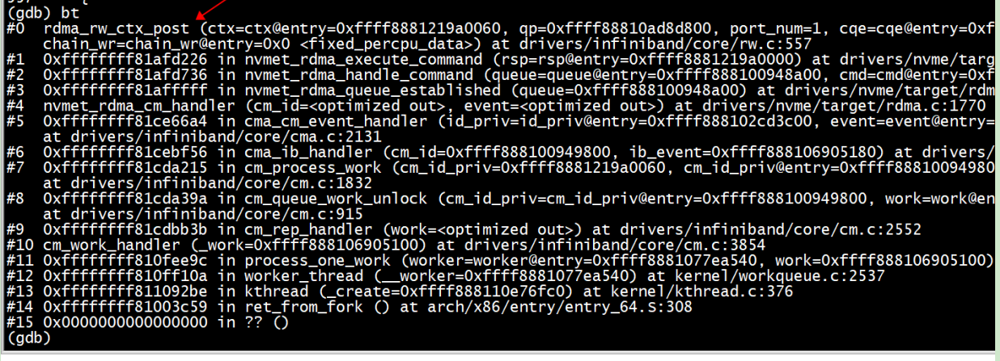 (gdb) bt
#0 rdma_rw_ctx_post (ctx=ctx@entry=0xffff8881219a0060, qp=0xffff88810ad8d800, port_num=1, cqe=cqe@entry=0xf
chain_wr=chain_wr@entry=0x0 <fixed_percpu_data>) at drivers/infiniband/core/rw.c:557
#1 0xffffffff81afd226 in nvmet_rdma_execute_command (rsp=rsp@entry=0xffff8881219a0000) at drivers/nvme/targ
#2 0xffffffff81afd736 in nvmet_rdma_handle_command (queue=queue@entry=0xffff888100948a00, cmd=cmd@entry=0xf
#3 0xffffffff81afffff in nvmet_rdma_queue_established (queue=0xffff888100948a00) at drivers/nvme/target/rdm
#4 nvmet_rdma_cm_handler (cm_id=<optimized out>, event=<optimized out>) at drivers/nvme/target/rdma.c:1770
#5 0xffffffff81ce66a4 in cma_cm_event_handler (id_priv=id_priv@entry=0xffff888102cd3c00, event=event@entry=
at drivers/infiniband/core/cma.c:2131
#6 0xffffffff81cebf56 in cma_ib_handler (cm_id=0xffff888100949800, ib_event=0xffff888106905180) at drivers/
#7 0xffffffff81cda215 in cm_process_work (cm_id_priv=0xffff8881219a0060, cm_id_priv@entry=0xffff88810094980
at drivers/infiniband/core/cm.c:1832
#8 0xffffffff81cda39a in cm_queue_work_unlock (cm_id_priv=cm_id_priv@entry=0xffff888100949800, work=work@en
at drivers/infiniband/core/cm.c:915
#9 0xffffffff81cdbb3b in cm_rep_handler (work=<optimized out>) at drivers/infiniband/core/cm.c:2552
#10 cm_work_handler (_work=0xffff888106905100) at drivers/infiniband/core/cm.c:3854
#11 0xffffffff810fee9c in process_one_work (worker=worker@entry=0xffff8881077ea540, work=0xffff888106905100)
#12 0xffffffff810ff10a in worker_thread (__worker=0xffff8881077ea540) at kernel/workqueue.c:2537
#13 0xffffffff811092be in kthread (_create=0xffff888110e76fc0) at kernel/kthread.c:376
#14 0xffffffff81003c59 in ret_from_fork () at arch/x86/entry/entry_64.S:308
#15 0x0000000000000000 in ?? ()
(gdb)